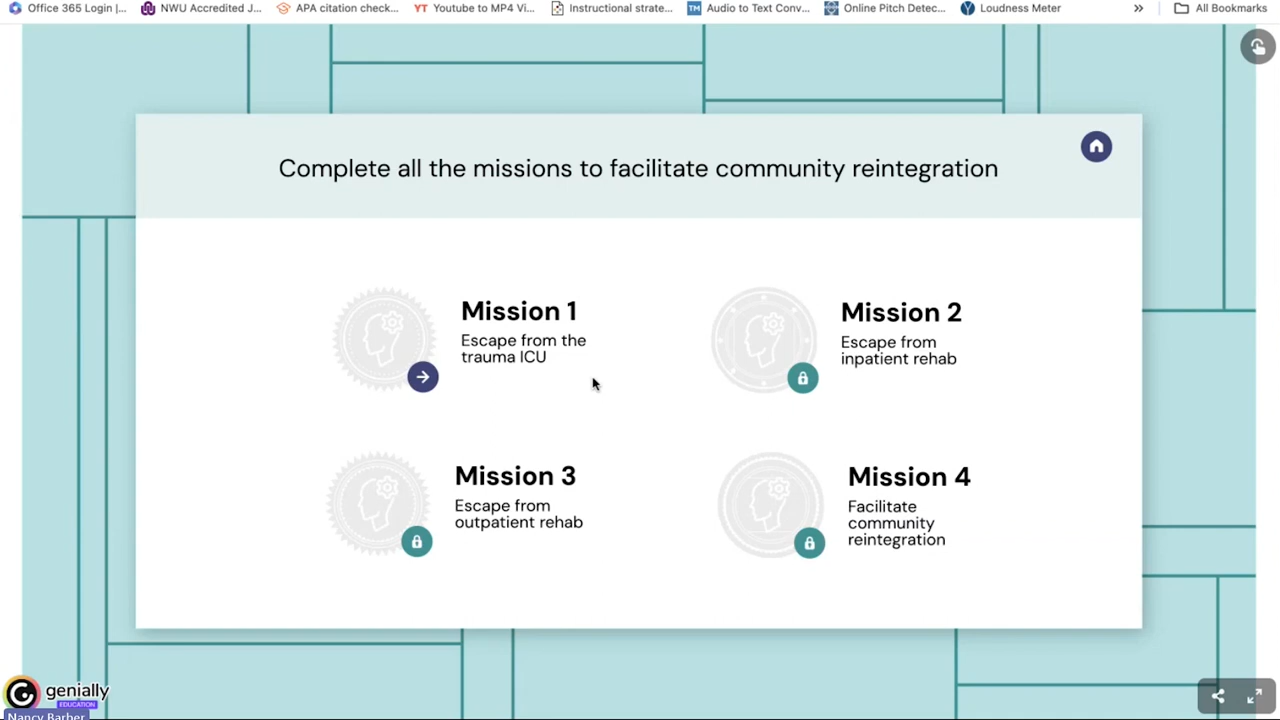 Office 365 Login |...
NWU Accredited J...
APA citation check...
YT Youtube to MP4 Vi...
Instructional strate...
TM Audio to Text Conv...
Online Pitch Detec...
Loudness Meter
»
All Bookmarks
Complete all the missions to facilitate community reintegration
Mission 1
Escape from the
trauma ICU
Mission 2
Escape from
inpatient rehab
Mission 3
Escape from
outpatient rehab
Mission 4
Facilitate
community
reintegration
genially
EDUCATION
Nancy Barber